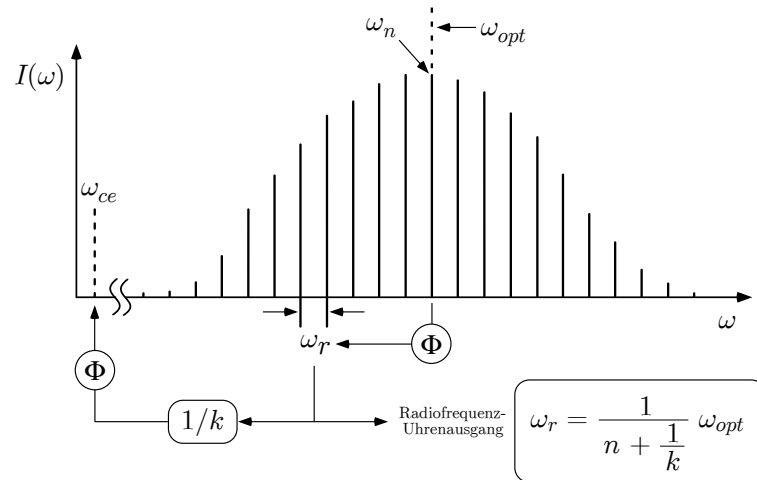 ω_n
ω_opt
I(ω)
ω_ce
ω
ω_r
Φ
Φ
1/k
Radiofrequenz-
Uhrenausgang
ω_r = 1 / (n + 1/k) ω_opt